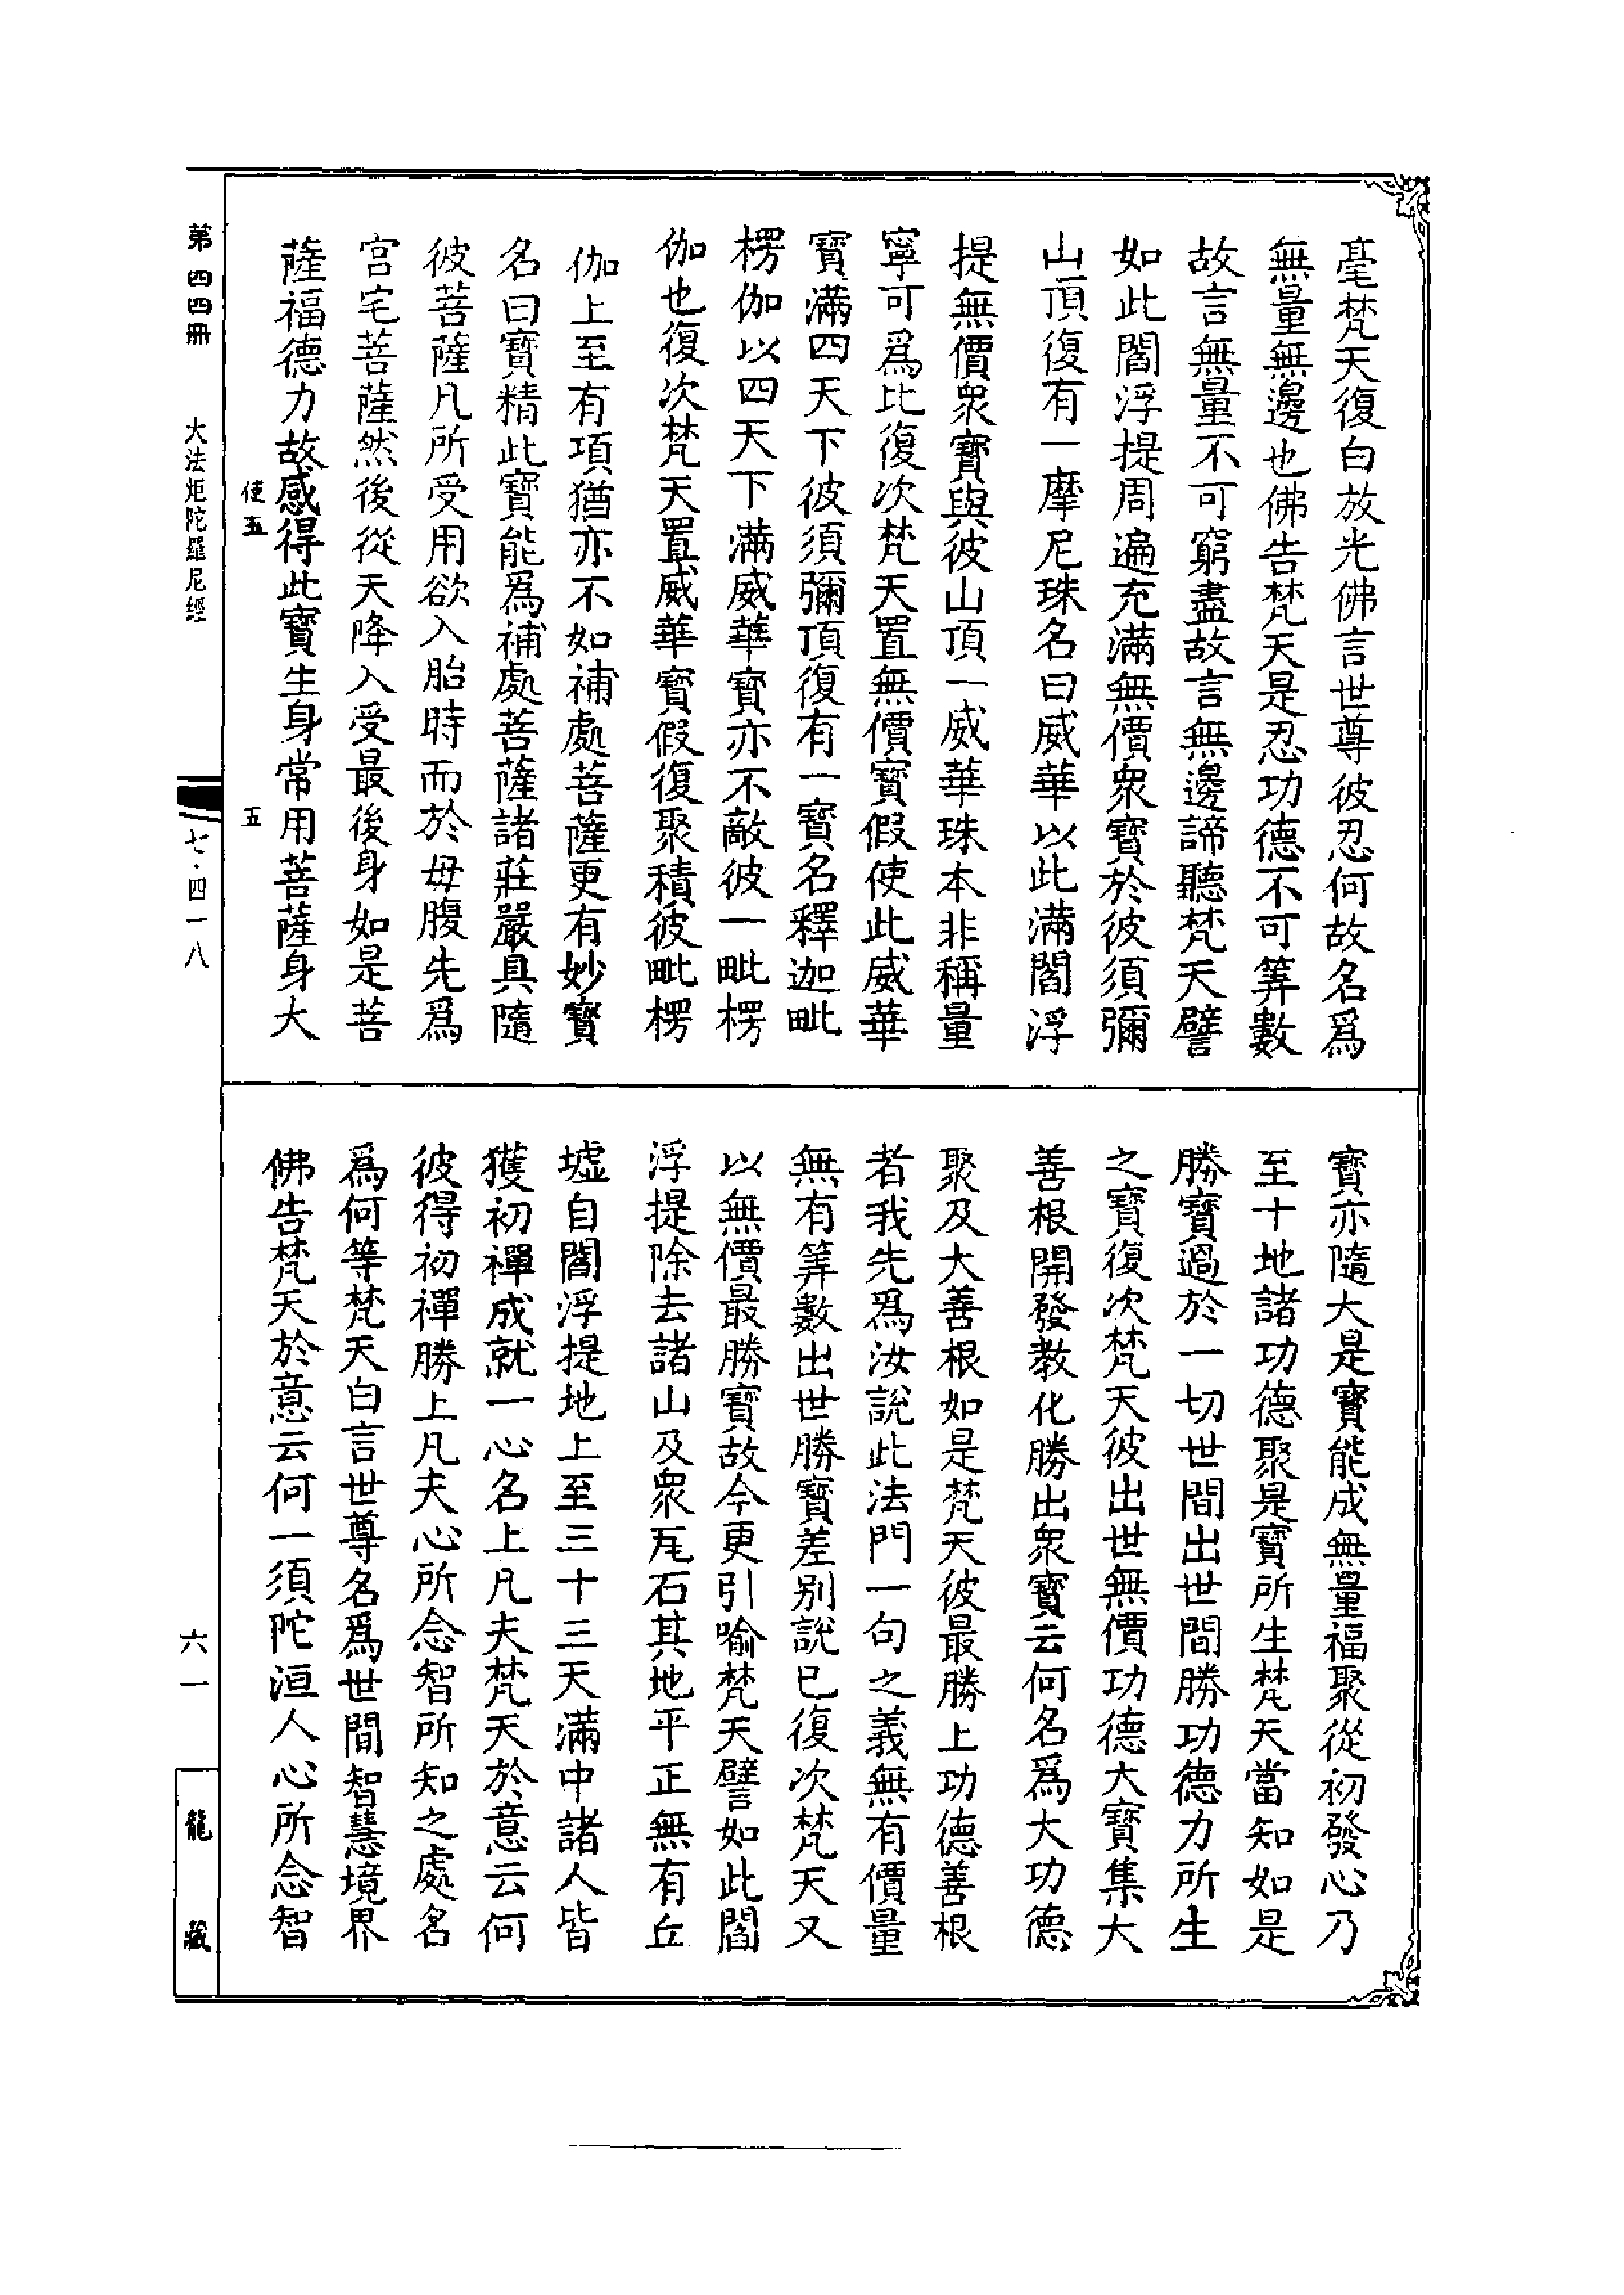 毫梵天復白放光佛言世尊彼忍何故名爲
無量無邊也佛告梵天是忍功德不可筭數
故言無量不可窮盡故言無邊諦聽梵天譬
如此閻浮提周遍充滿無價衆寶於彼須彌
山頂復有一摩尼珠名曰威華以此滿閻浮
提無價衆寶與彼山頂一威華珠本非稱量
寧可爲比復次梵天置無價寶假使此威華
寶滿四天下彼須彌頂復有一寶名釋迦毗
楞伽以四天下滿威華寶亦不敵彼一毗楞
伽也復次梵天置威華寶假復聚積彼毗楞
伽上至有項猶亦不如補處菩薩更有妙寳
名曰寶精此寶能爲補處菩薩諸莊嚴具隨
彼菩薩凡所受用欲入胎時而於母腹先爲
宫宅菩薩然後從天降入受最後身如是菩
薩福德力故感得此寶生身常用菩薩身大
寶亦隨大是寶能成無量福聚從初發心乃
至十地諸功德聚是寶所生梵天當知如是
勝寶過於一切世間出世間勝功德力所生
之寶復次梵天彼出世無價功德大寶集大
善根開發教化勝出衆寳云何名爲大功德
聚及大善根如是梵天彼最勝上功德善根
者我先爲汝說此法門一句之義無有價量
無有筭數出世勝寶差别說已復次梵天又
以無價最勝寶故今更引喻梵天譬如此閻
浮提除去諸山及衆瓦石其地平正無有丘
墟自閻浮提地上至三十三天滿中諸人皆
獲初禪成就一心名上凡夫梵天於意云何
彼得初禪勝上凡夫心所念智所知之處名
爲何等梵天白言世尊名爲世間智慧境界
佛告梵天於意云何一須陀洹人心所念智
使五
五
第四四冊
大法炬陀羅尼經
七·四一八
六一
龍藏